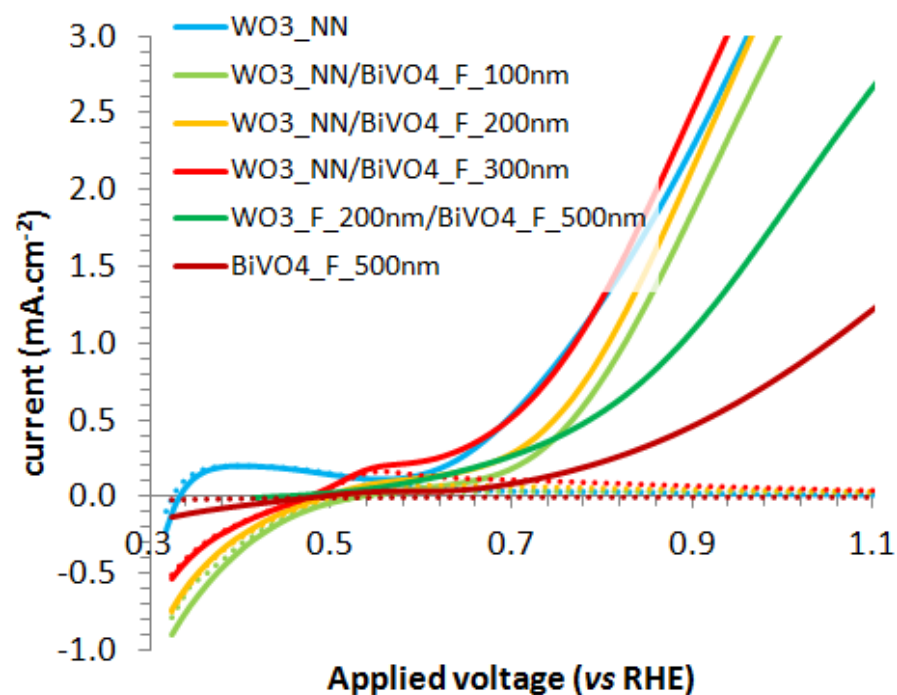 WO3_NN
WO3_NN/BiVO4_F_100nm
WO3_NN/BiVO4_F_200nm
WO3_NN/BiVO4_F_300nm
WO3_F_200nm/BiVO4_F_500nm
BiVO4_F_500nm
3.0
2.5
2.0
1.5
1.0
0.5
0.0
-0.5
-1.0
0.3
0.5
0.7
0.9
1.1
current (mA.cm-2)
Applied voltage (vs RHE)